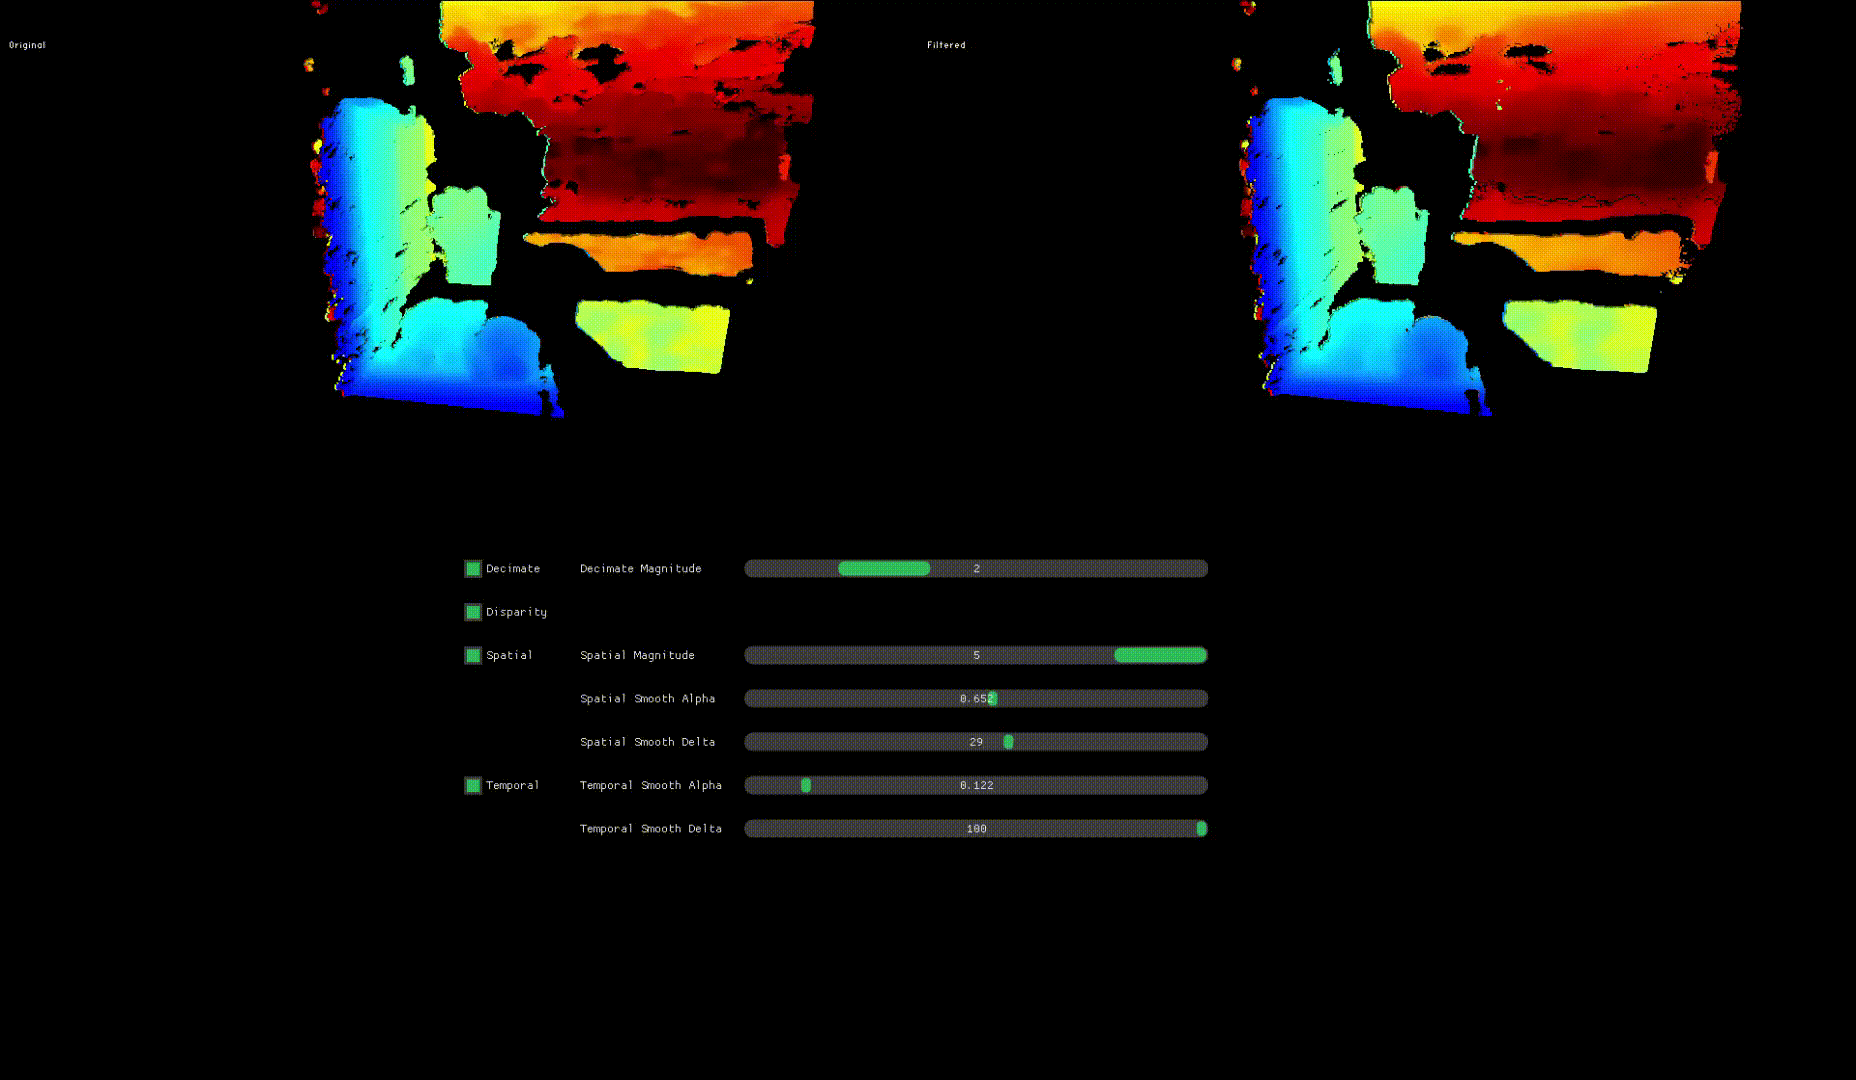 Original Filtered
Decimate Decimate Magnitude 2
Disparity
Spatial Spatial Magnitude 5
Spatial Smooth Alpha 0.652
Spatial Smooth Delta 29
Temporal Temporal Smooth Alpha 0.122
Temporal Smooth Delta 100